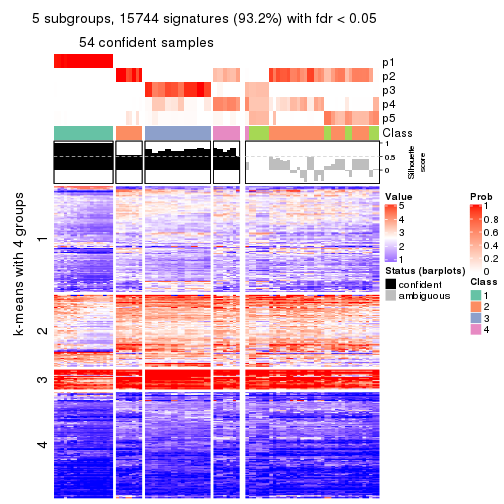 5 subgroups, 15744 signatures (93.2%) with fdr < 0.05
54 confident samples
p1
p2
p3
p4
p5
Class
1
0.5
0
Silhouette
score
k-means with 4 groups
1
2
3
4
Value
5
4
3
2
1
Status (barplots)
confident
ambiguous
Prob
1
0.8
0.6
0.4
0.2
0
Class
1
2
3
4